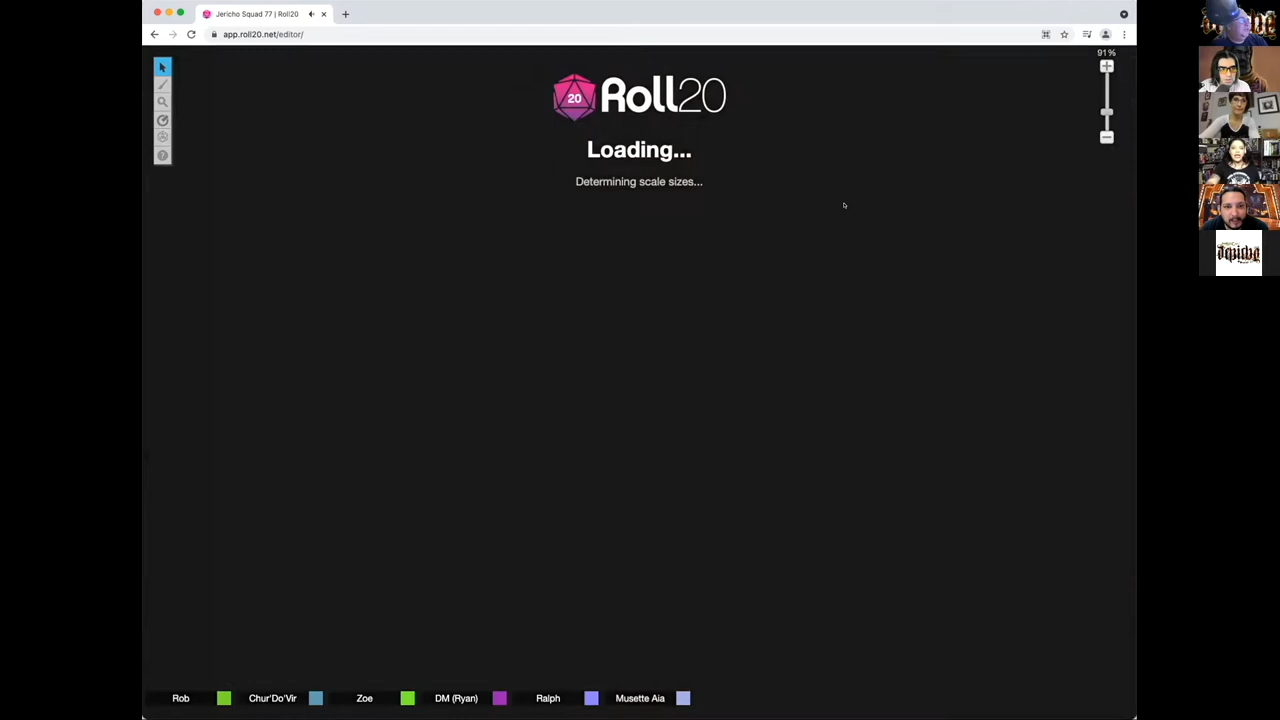 Jericho Squad 77 | Roll20
app.roll20.net/editor/
91%
20
Roll20
Loading...
Determining scale sizes...
Rob
Chur'Do'Vir
Zoe
DM (Ryan)
Ralph
Musette Aia